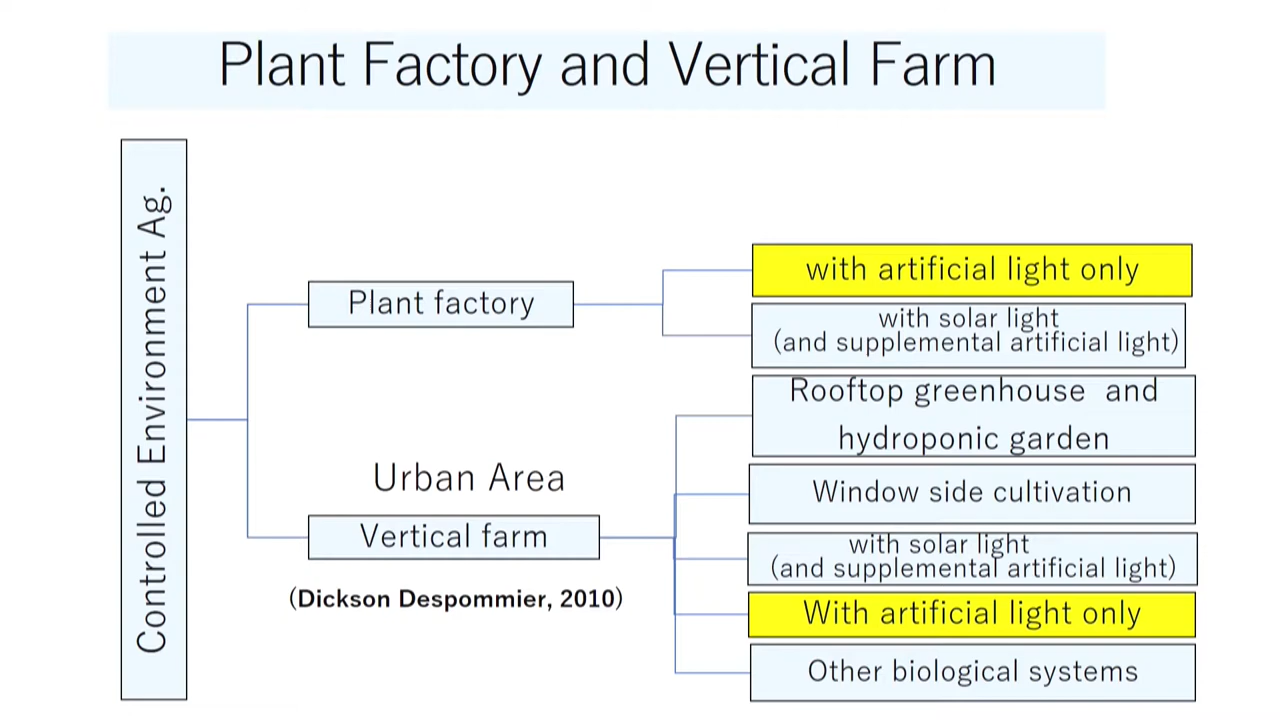 Plant Factory and Vertical Farm
Controlled Environment Ag.
Plant factory
with artificial light only
with solar light
(and supplemental artificial light)
Urban Area
Vertical farm
(Dickson Despommier, 2010)
Rooftop greenhouse and
hydroponic garden
Window side cultivation
with solar light
(and supplemental artificial light)
With artificial light only
Other biological systems